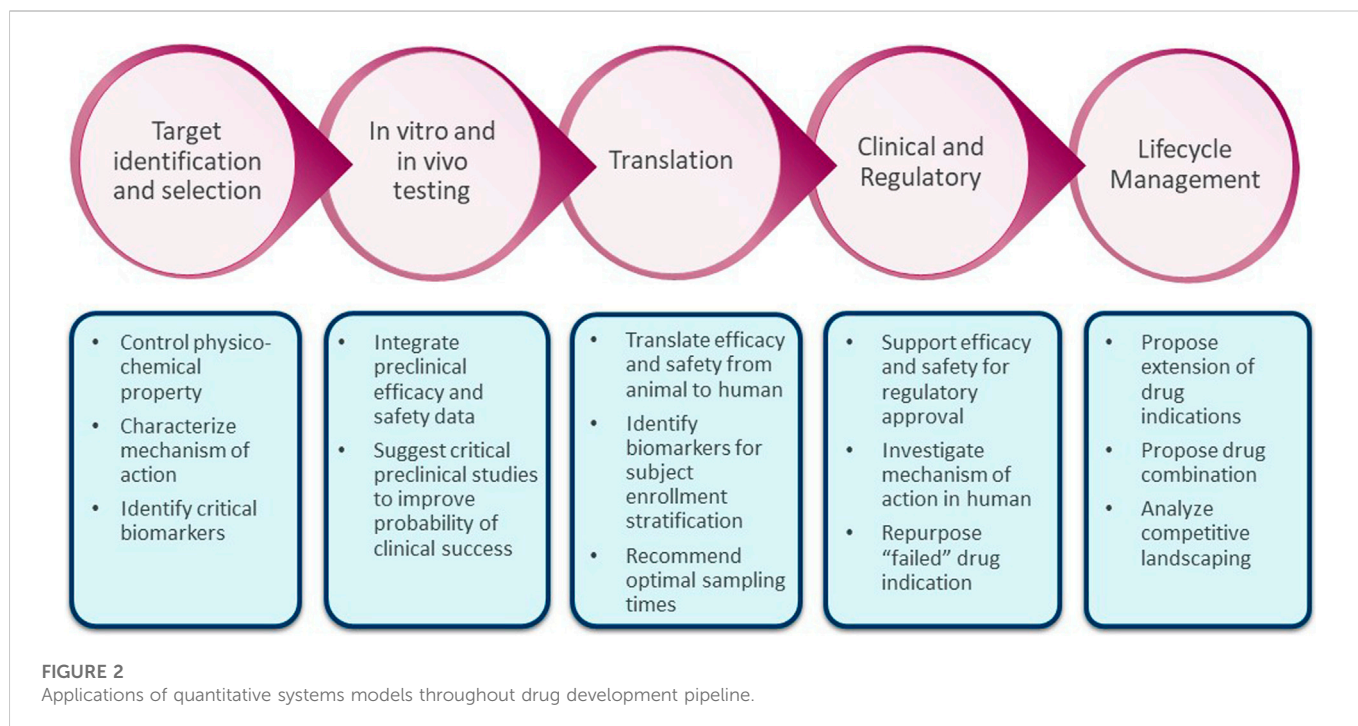 Target
identification
and selection
In vitro and
in vivo
testing
Translation
Clinical and
Regulatory
Lifecycle
Management
• Control physico-
chemical
property
• Characterize
mechanism of
action
• Identify critical
biomarkers
• Integrate
preclinical
efficacy and
safety data
• Suggest critical
preclinical studies
to improve
probability of
clinical success
• Translate efficacy
and safety from
animal to human
• Identify
biomarkers for
subject
enrollment
stratification
• Recommend
optimal sampling
times
• Support efficacy
and safety for
regulatory
approval
• Investigate
mechanism of
action in human
• Repurpose
“failed” drug
indication
• Propose
extension of
drug
indications
• Propose drug
combination
• Analyze
competitive
landscaping
FIGURE 2
Applications of quantitative systems models throughout drug development pipeline.